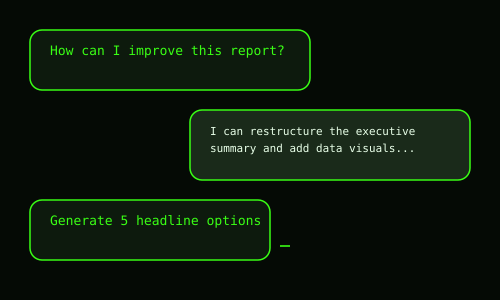 How can I improve this report?
I can restructure the executive
summary and add data visuals...
Generate 5 headline options